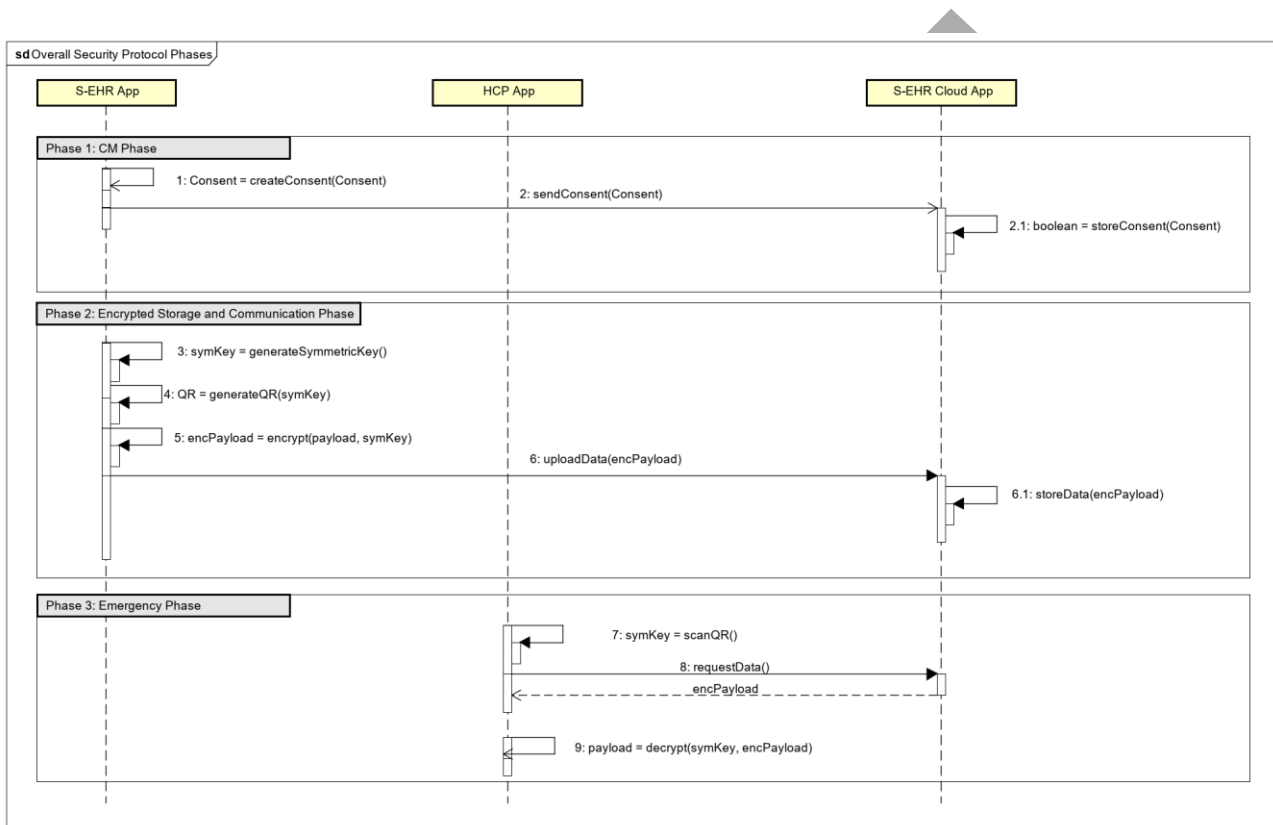 sd Overall Security Protocol Phases
S-EHR App
HCP App
S-EHR Cloud App
Phase 1: CM Phase
1: Consent = createConsent(Consent)
2: sendConsent(Consent)
2.1: boolean = storeConsent(Consent)
Phase 2: Encrypted Storage and Communication Phase
3: symKey = generateSymmetricKey()
4: QR = generateQR(symKey)
5: encPayload = encrypt(payload, symKey)
6: uploadData(encPayload)
6.1: storeData(encPayload)
Phase 3: Emergency Phase
7: symKey = scanQR()
8: requestData()
encPayload
9: payload = decrypt(symKey, encPayload)